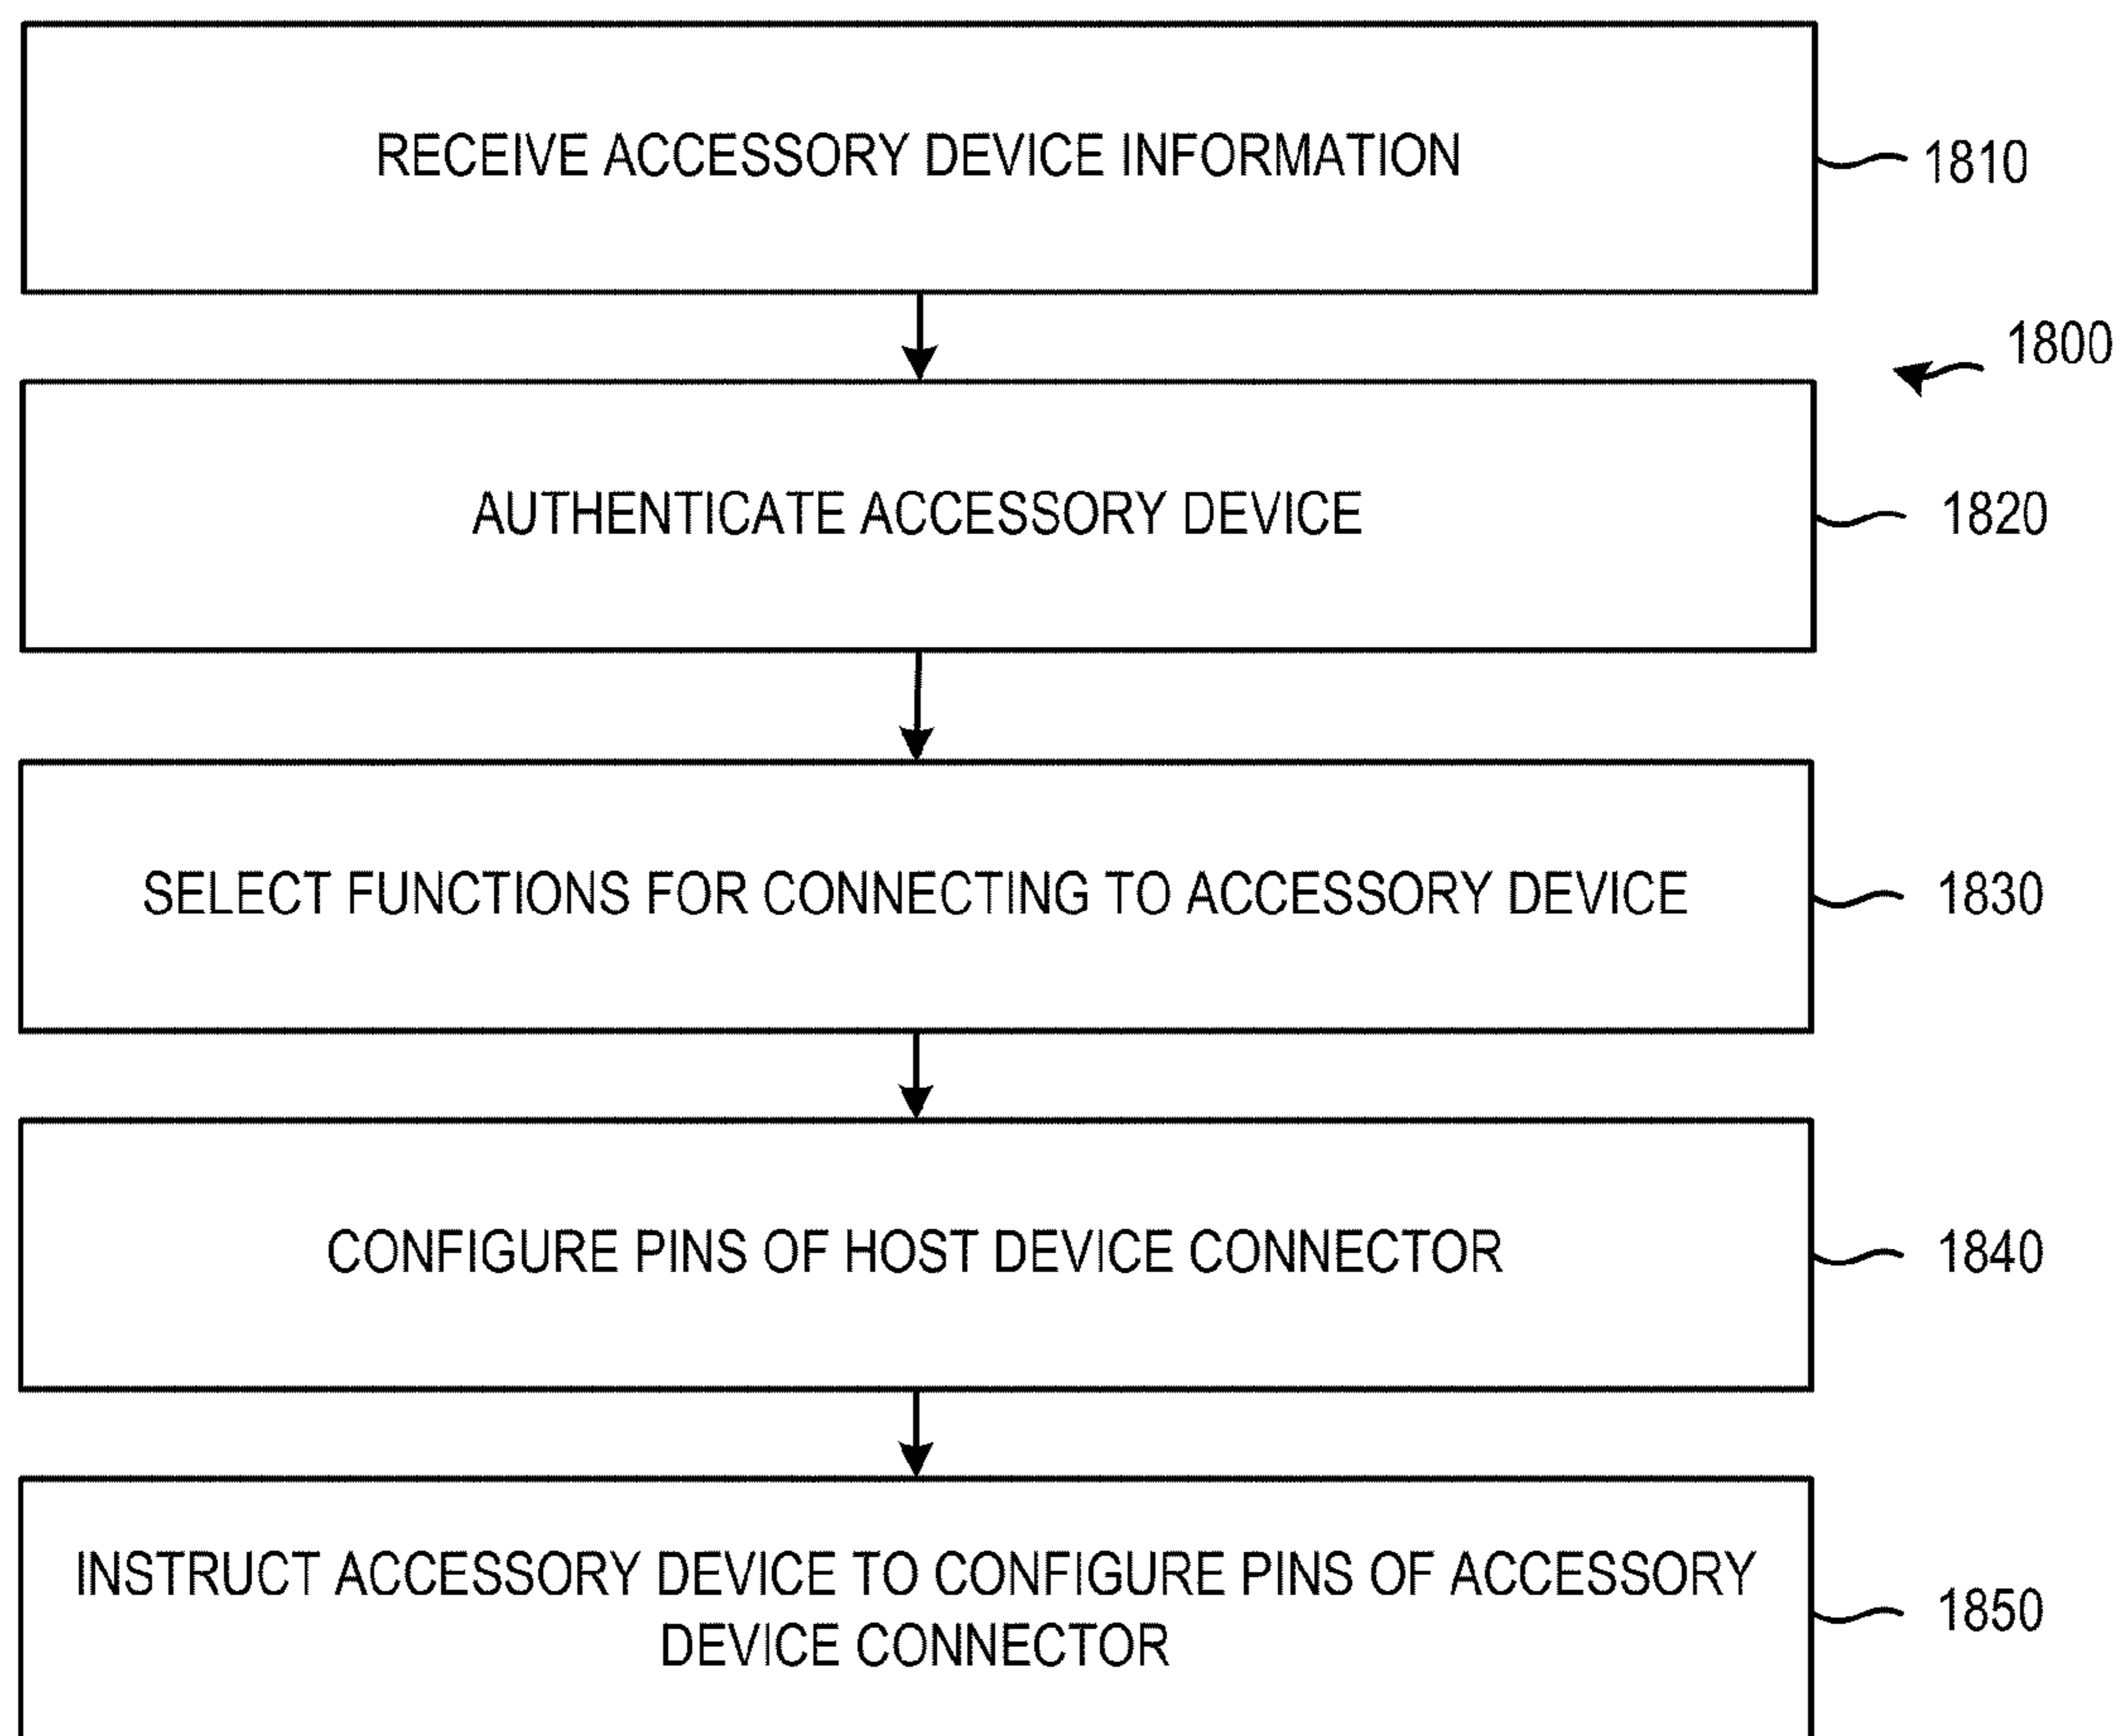 RECEIVE ACCESSORY DEVICE INFORMATION
1810
1800
AUTHENTICATE ACCESSORY DEVICE
1820
SELECT FUNCTIONS FOR CONNECTING TO ACCESSORY DEVICE
1830
CONFIGURE PINS OF HOST DEVICE CONNECTOR
1840
INSTRUCT ACCESSORY DEVICE TO CONFIGURE PINS OF ACCESSORY
DEVICE CONNECTOR
1850